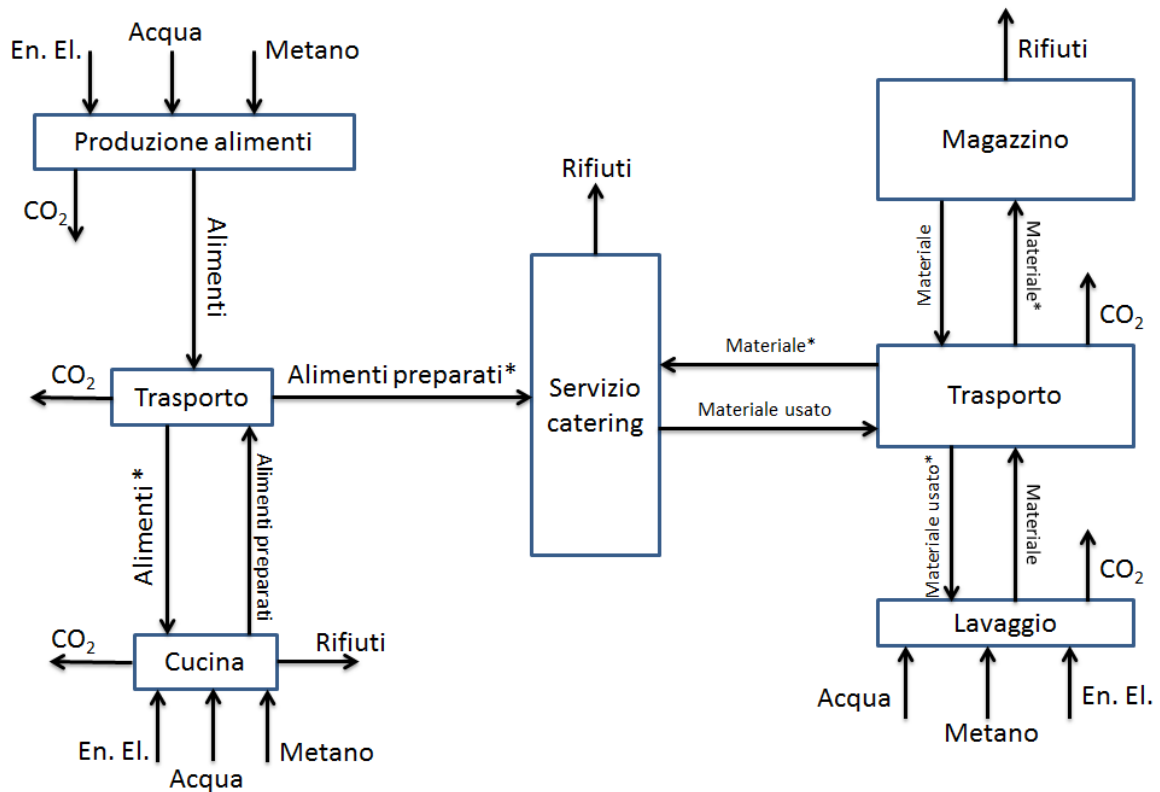 En. El.
Acqua
Metano
Produzione alimenti
CO₂
Alimenti
CO₂
Trasporto
Alimenti preparati*
Alimenti *
Alimenti preparati
CO₂
Cucina
Rifiuti
En. El.
Acqua
Metano
Rifiuti
Servizio
catering
Materiale*
Materiale usato
Rifiuti
Magazzino
Materiale
Materiale*
CO₂
Trasporto
Materiale usato*
Materiale
CO₂
Lavaggio
Acqua
Metano
En. El.